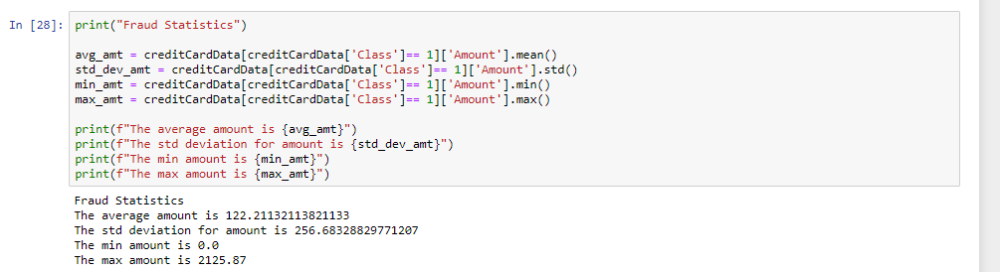 In [28]: print("Fraud Statistics")
avg_amt = creditCardData[creditCardData['Class']== 1]['Amount'].mean()
std_dev_amt = creditCardData[creditCardData['Class']== 1]['Amount'].std()
min_amt = creditCardData[creditCardData['Class']== 1]['Amount'].min()
max_amt = creditCardData[creditCardData['Class']== 1]['Amount'].max()
print(f"The average amount is {avg_amt}")
print(f"The std deviation for amount is {std_dev_amt}")
print(f"The min amount is {min_amt}")
print(f"The max amount is {max_amt}")
Fraud Statistics
The average amount is 122.21132113821133
The std deviation for amount is 256.68328829771207
The min amount is 0.0
The max amount is 2125.87